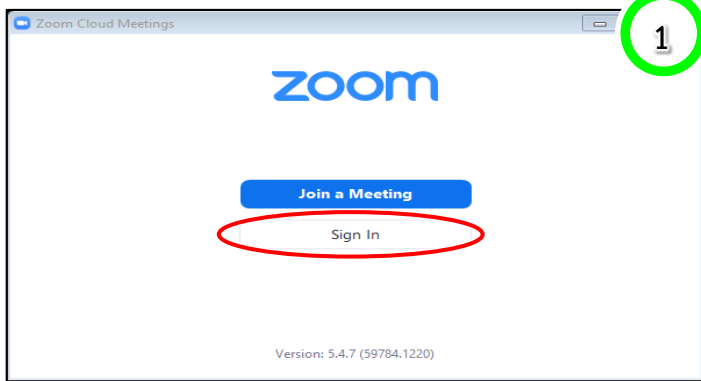 Zoom Cloud Meetings
1
zoom
Join a Meeting
Sign In
Version: 5.4.7 (59784.1220)